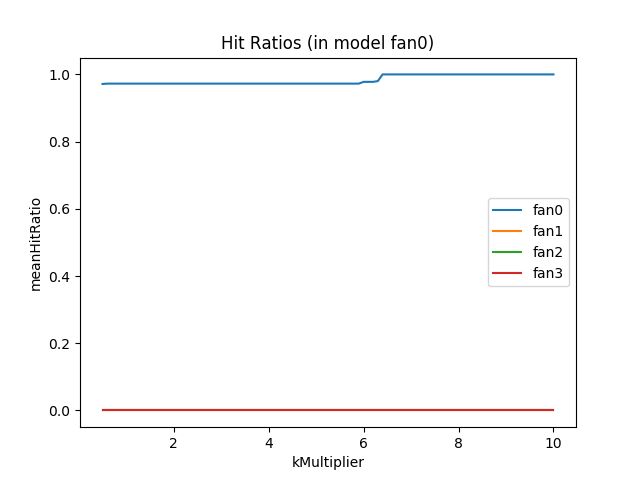 Hit Ratios (in model fan0)
meanHitRatio
1.0
0.8
0.6
0.4
0.2
0.0
fan0
fan1
fan2
fan3
2 4 6 8 10
kMultiplier